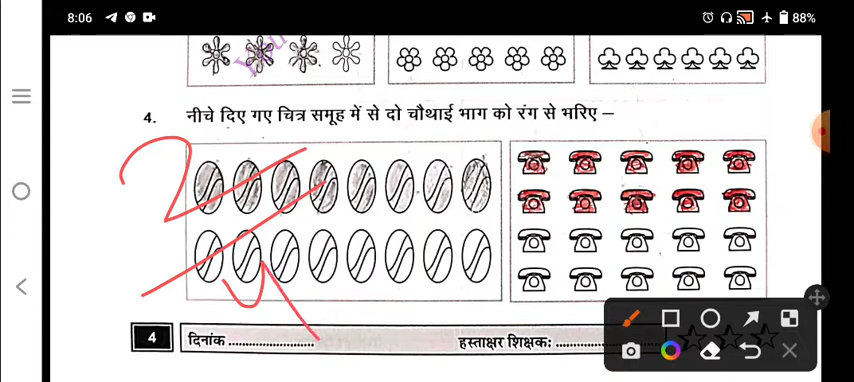 8:06
88%
4. नीचे दिए गए चित्र समूह में से दो चौथाई भाग को रंग से भरिए –
2
4
4 दिनांक ........................ हस्ताक्षर शिक्षक: ........................